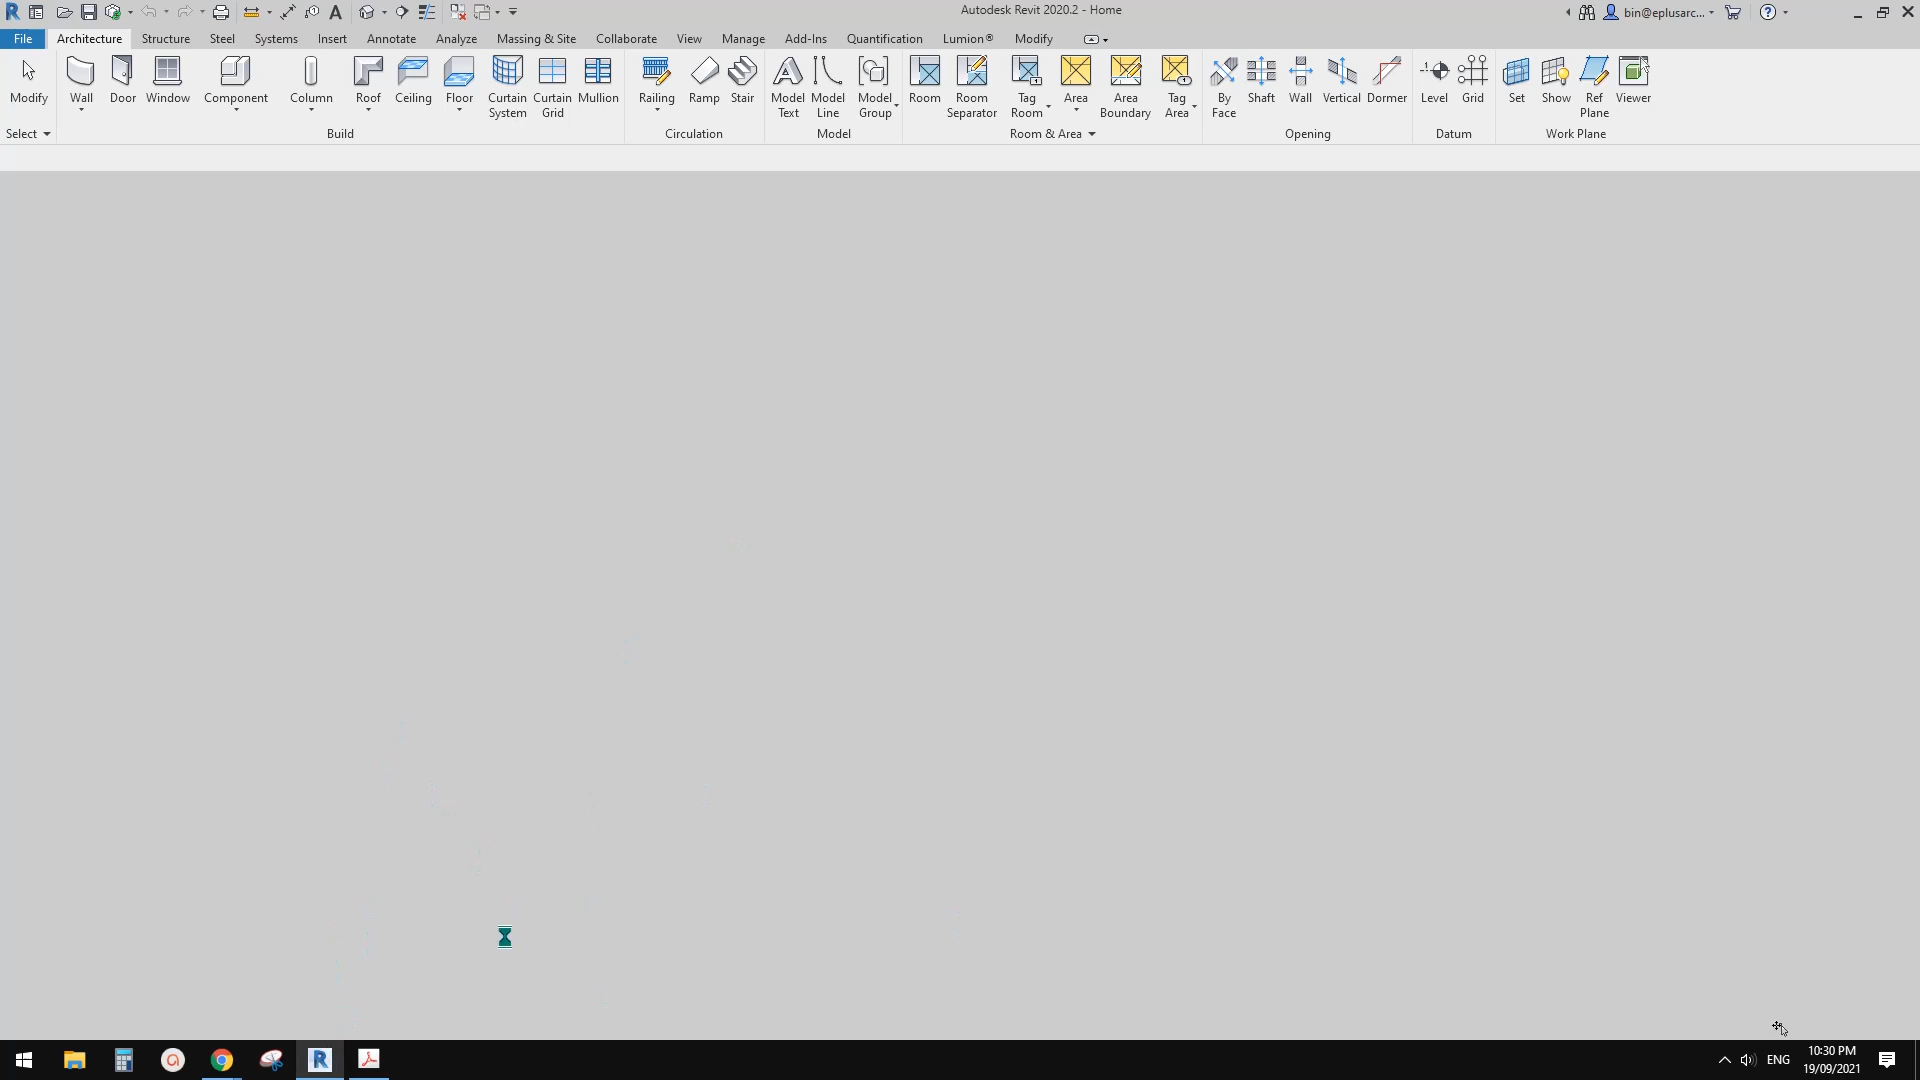 Autodesk Revit 2020.2 - Home
bin@eplusarc...
File Architecture Structure Steel Systems Insert Annotate Analyze Massing & Site Collaborate View Manage Add-Ins Quantification Lumion® Modify
Modify Wall Door Window Component Column Roof Ceiling Floor Curtain System Curtain Grid Mullion Railing Ramp Stair Model Text Model Line Model Group Room Room Separator Tag Room Area Area Boundary Tag Area By Face Shaft Wall Vertical Dormer Level Grid Set Show Ref Plane Viewer
Select Build Circulation Model Room & Area Opening Datum Work Plane
ENG
10:30 PM
19/09/2021